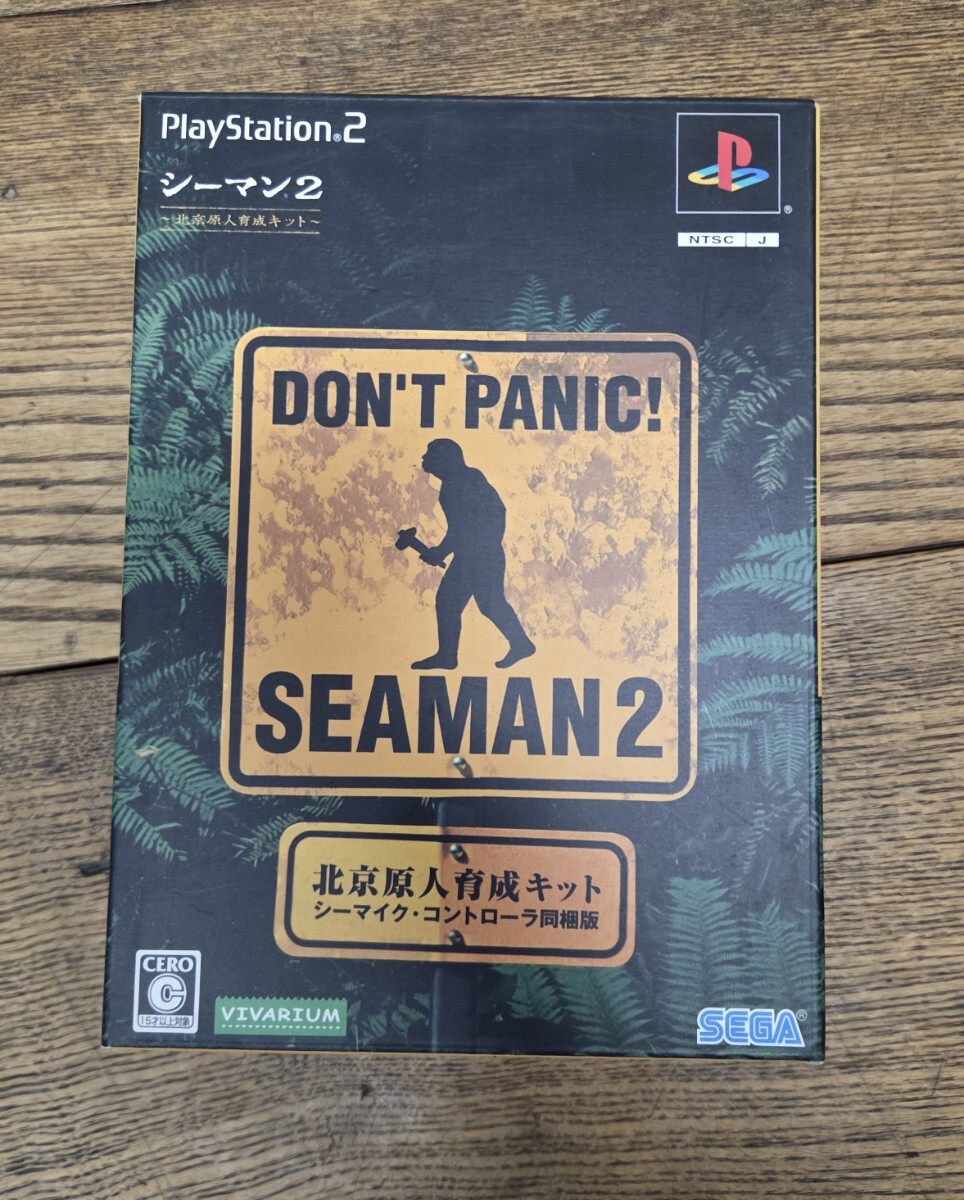 PlayStation®2
シーマン2
~北京原人育成キット~
®
NTSC J
DON'T PANIC!
SEAMAN 2
北京原人育成キット
シーマイク・コントローラ同梱版
CERO
C
15才以上対象
VIVARIUM
SEGA®